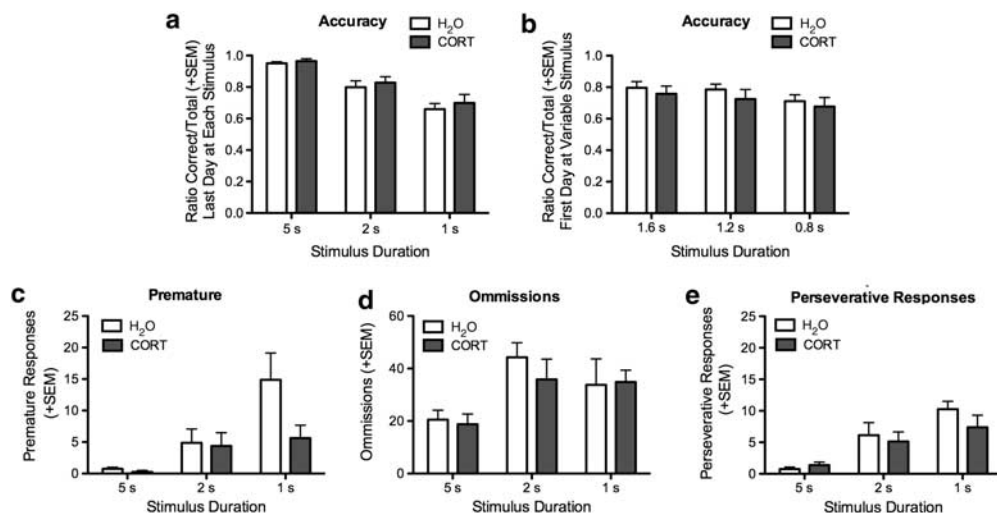 a
Accuracy
H₂O
CORT
Ratio Correct/Total (+SEM)
Last Day at Each Stimulus
1.0
0.8
0.6
0.4
0.2
0.0
5 s
2 s
1 s
Stimulus Duration
b
Accuracy
H₂O
CORT
Ratio Correct/Total (+SEM)
First Day at Variable Stimulus
1.0
0.8
0.6
0.4
0.2
0.0
1.6 s
1.2 s
0.8 s
Stimulus Duration
c
Premature
H₂O
CORT
Premature Responses
(+SEM)
25
20
15
10
5
0
5 s
2 s
1 s
Stimulus Duration
d
Ommissions
H₂O
CORT
Ommissions (+SEM)
60
40
20
0
5 s
2 s
1 s
Stimulus Duration
e
Perseverative Responses
H₂O
CORT
Perseverative Responses
(+SEM)
25
20
15
10
5
0
5 s
2 s
1 s
Stimulus Duration